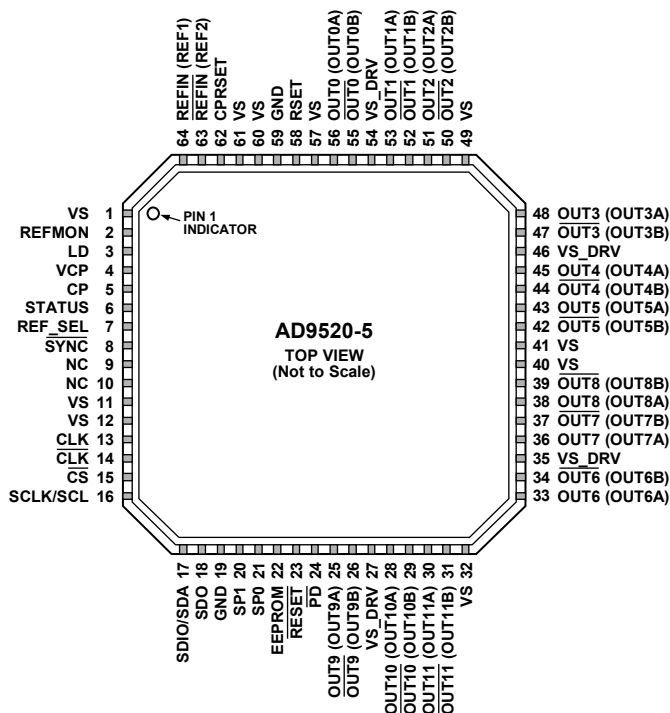 64 REFIN (REF1)
63 REFIN (REF2)
62 CPRSET
61 VS
60 VS
59 GND
58 RSET
57 VS
56 OUT0 (OUT0A)
55 OUT0 (OUT0B)
54 VS_DRV
53 OUT1 (OUT1A)
52 OUT1 (OUT1B)
51 OUT2 (OUT2A)
50 OUT2 (OUT2B)
49 VS
VS 1
REFMON 2
LD 3
VCP 4
CP 5
STATUS 6
REF_SEL 7
SYNC 8
NC 9
NC 10
VS 11
VS 12
CLK 13
CLK 14
CS 15
SCLK/SCL 16
PIN 1
INDICATOR
AD9520-5
TOP VIEW
(Not to Scale)
48 OUT3 (OUT3A)
47 OUT3 (OUT3B)
46 VS_DRV
45 OUT4 (OUT4A)
44 OUT4 (OUT4B)
43 OUT5 (OUT5A)
42 OUT5 (OUT5B)
41 VS
40 VS
39 OUT8 (OUT8B)
38 OUT8 (OUT8A)
37 OUT7 (OUT7B)
36 OUT7 (OUT7A)
35 VS_DRV
34 OUT6 (OUT6B)
33 OUT6 (OUT6A)
SDIO/SDA 17
SDO 18
GND 19
SP1 20
SP0 21
EEPROM 22
RESET 23
PD 24
OUT9 (OUT9A) 25
OUT9 (OUT9B) 26
VS_DRV 27
OUT10 (OUT10A) 28
OUT10 (OUT10B) 29
OUT11 (OUT11A) 30
OUT11 (OUT11B) 31
VS 32